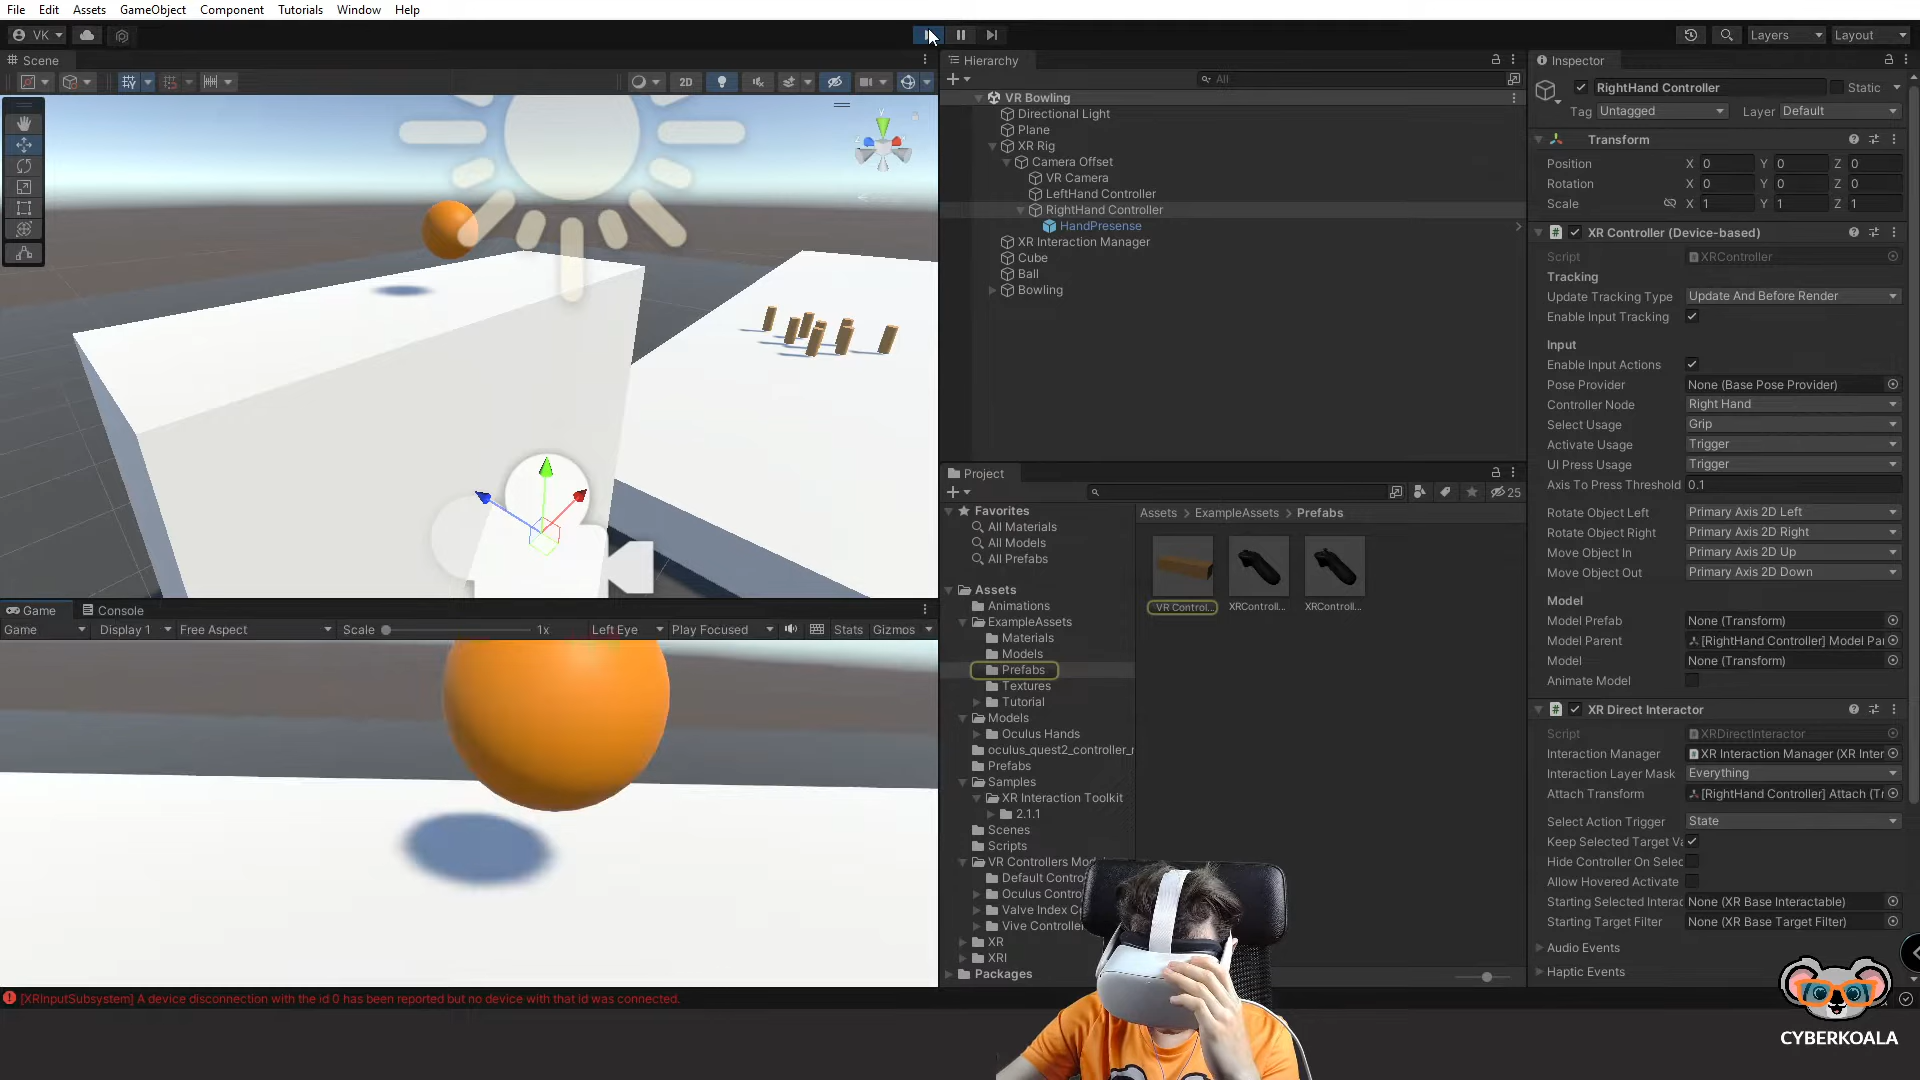 File Edit Assets GameObject Component Tutorials Window Help
VK
Layers
Layout
Scene
2D
Y
Game
Console
Game
Display 1
Free Aspect
Scale
1x
Left Eye
Play Focused
Stats
Gizmos
[XRInputSubsystem] A device disconnection with the id 0 has been reported but no device with that id was connected.
Hierarchy
All
VR Bowling
Directional Light
Plane
XR Rig
Camera Offset
VR Camera
LeftHand Controller
RightHand Controller
HandPresense
XR Interaction Manager
Cube
Ball
Bowling
Project
25
Favorites
All Materials
All Models
All Prefabs
Assets
Animations
ExampleAssets
Materials
Models
Prefabs
Textures
Tutorial
Models
Oculus Hands
oculus_quest2_controller_r
Prefabs
Samples
XR Interaction Toolkit
2.1.1
Scenes
Scripts
VR Controllers Mod
Default Contro
Oculus Contro
Valve Index Co
Vive Controller
XR
XRI
Packages
Assets > ExampleAssets > Prefabs
VR Control...
XRControll...
XRControll...
Inspector
RightHand Controller
Static
Tag Untagged
Layer Default
Transform
Position X 0 Y 0 Z 0
Rotation X 0 Y 0 Z 0
Scale X 1 Y 1 Z 1
XR Controller (Device-based)
Script XRController
Tracking
Update Tracking Type Update And Before Render
Enable Input Tracking
Input
Enable Input Actions
Pose Provider None (Base Pose Provider)
Controller Node Right Hand
Select Usage Grip
Activate Usage Trigger
UI Press Usage Trigger
Axis To Press Threshold 0.1
Rotate Object Left Primary Axis 2D Left
Rotate Object Right Primary Axis 2D Right
Move Object In Primary Axis 2D Up
Move Object Out Primary Axis 2D Down
Model
Model Prefab None (Transform)
Model Parent [RightHand Controller] Model Pa
Model None (Transform)
Animate Model
XR Direct Interactor
Script XRDirectInteractor
Interaction Manager XR Interaction Manager (XR Inter
Interaction Layer Mask Everything
Attach Transform [RightHand Controller] Attach (Tr
Select Action Trigger State
Keep Selected Target Va
Hide Controller On Selec
Allow Hovered Activate
Starting Selected Interac None (XR Base Interactable)
Starting Target Filter None (XR Base Target Filter)
Audio Events
Haptic Events
CYBERKOALA